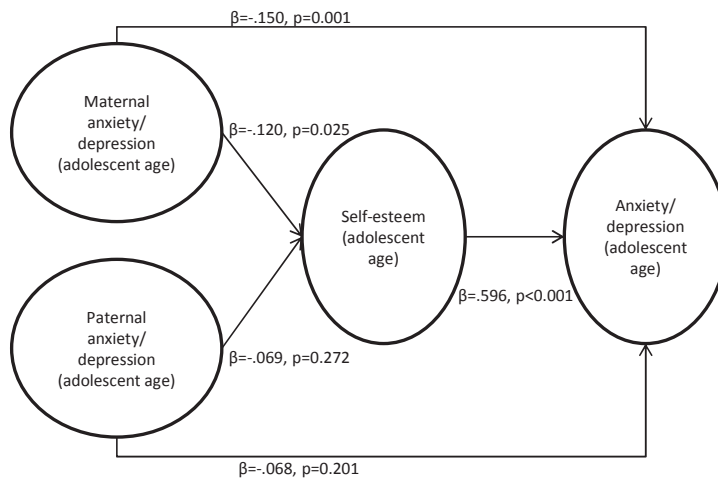 β=-.150, p=0.001
Maternal
anxiety/
depression
(adolescent age)
β=-.120, p=0.025
Self-esteem
(adolescent
age)
Anxiety/
depression
(adolescent
age)
β=.596, p<0.001
Paternal
anxiety/
depression
(adolescent age)
β=-.069, p=0.272
β=-.068, p=0.201